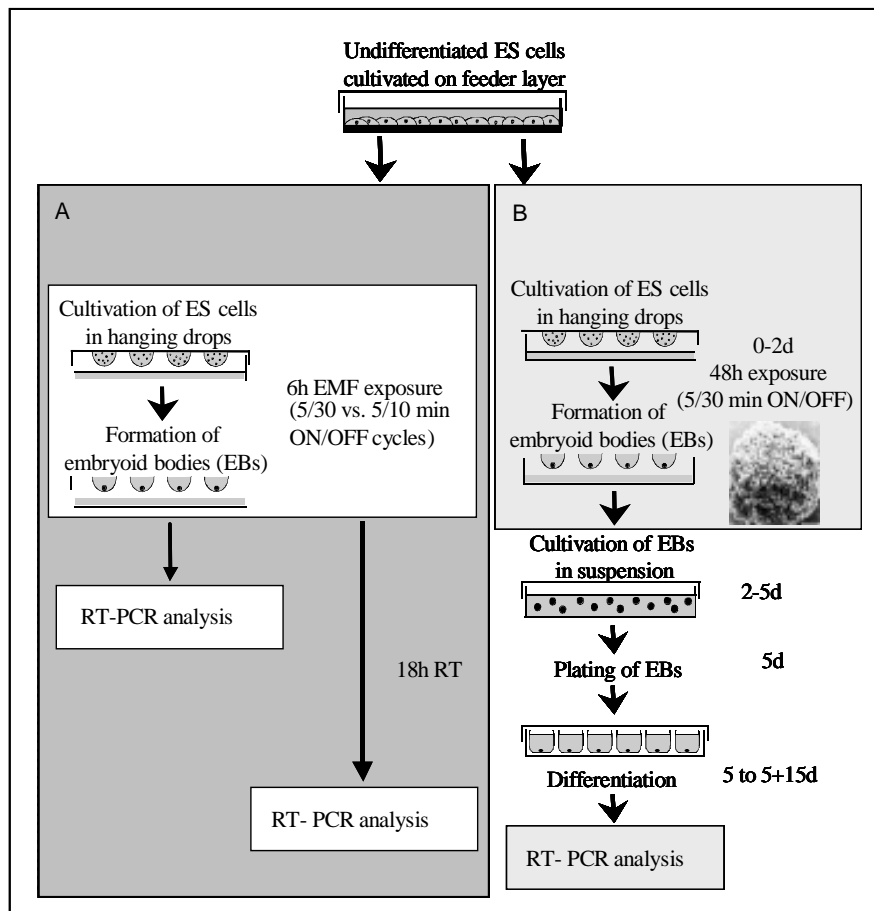 Undifferentiated ES cells
cultivated on feeder layer
A
Cultivation of ES cells
in hanging drops
Formation of
embryoid bodies (EBs)
6h EMF exposure
(5/30 vs. 5/10 min
ON/OFF cycles)
RT-PCR analysis
18h RT
RT- PCR analysis
B
Cultivation of ES cells
in hanging drops
0-2d
48h exposure
(5/30 min ON/OFF)
Formation of
embryoid bodies (EBs)
Cultivation of EBs
in suspension
2-5d
Plating of EBs
5d
Differentiation
5 to 5+15d
RT- PCR analysis